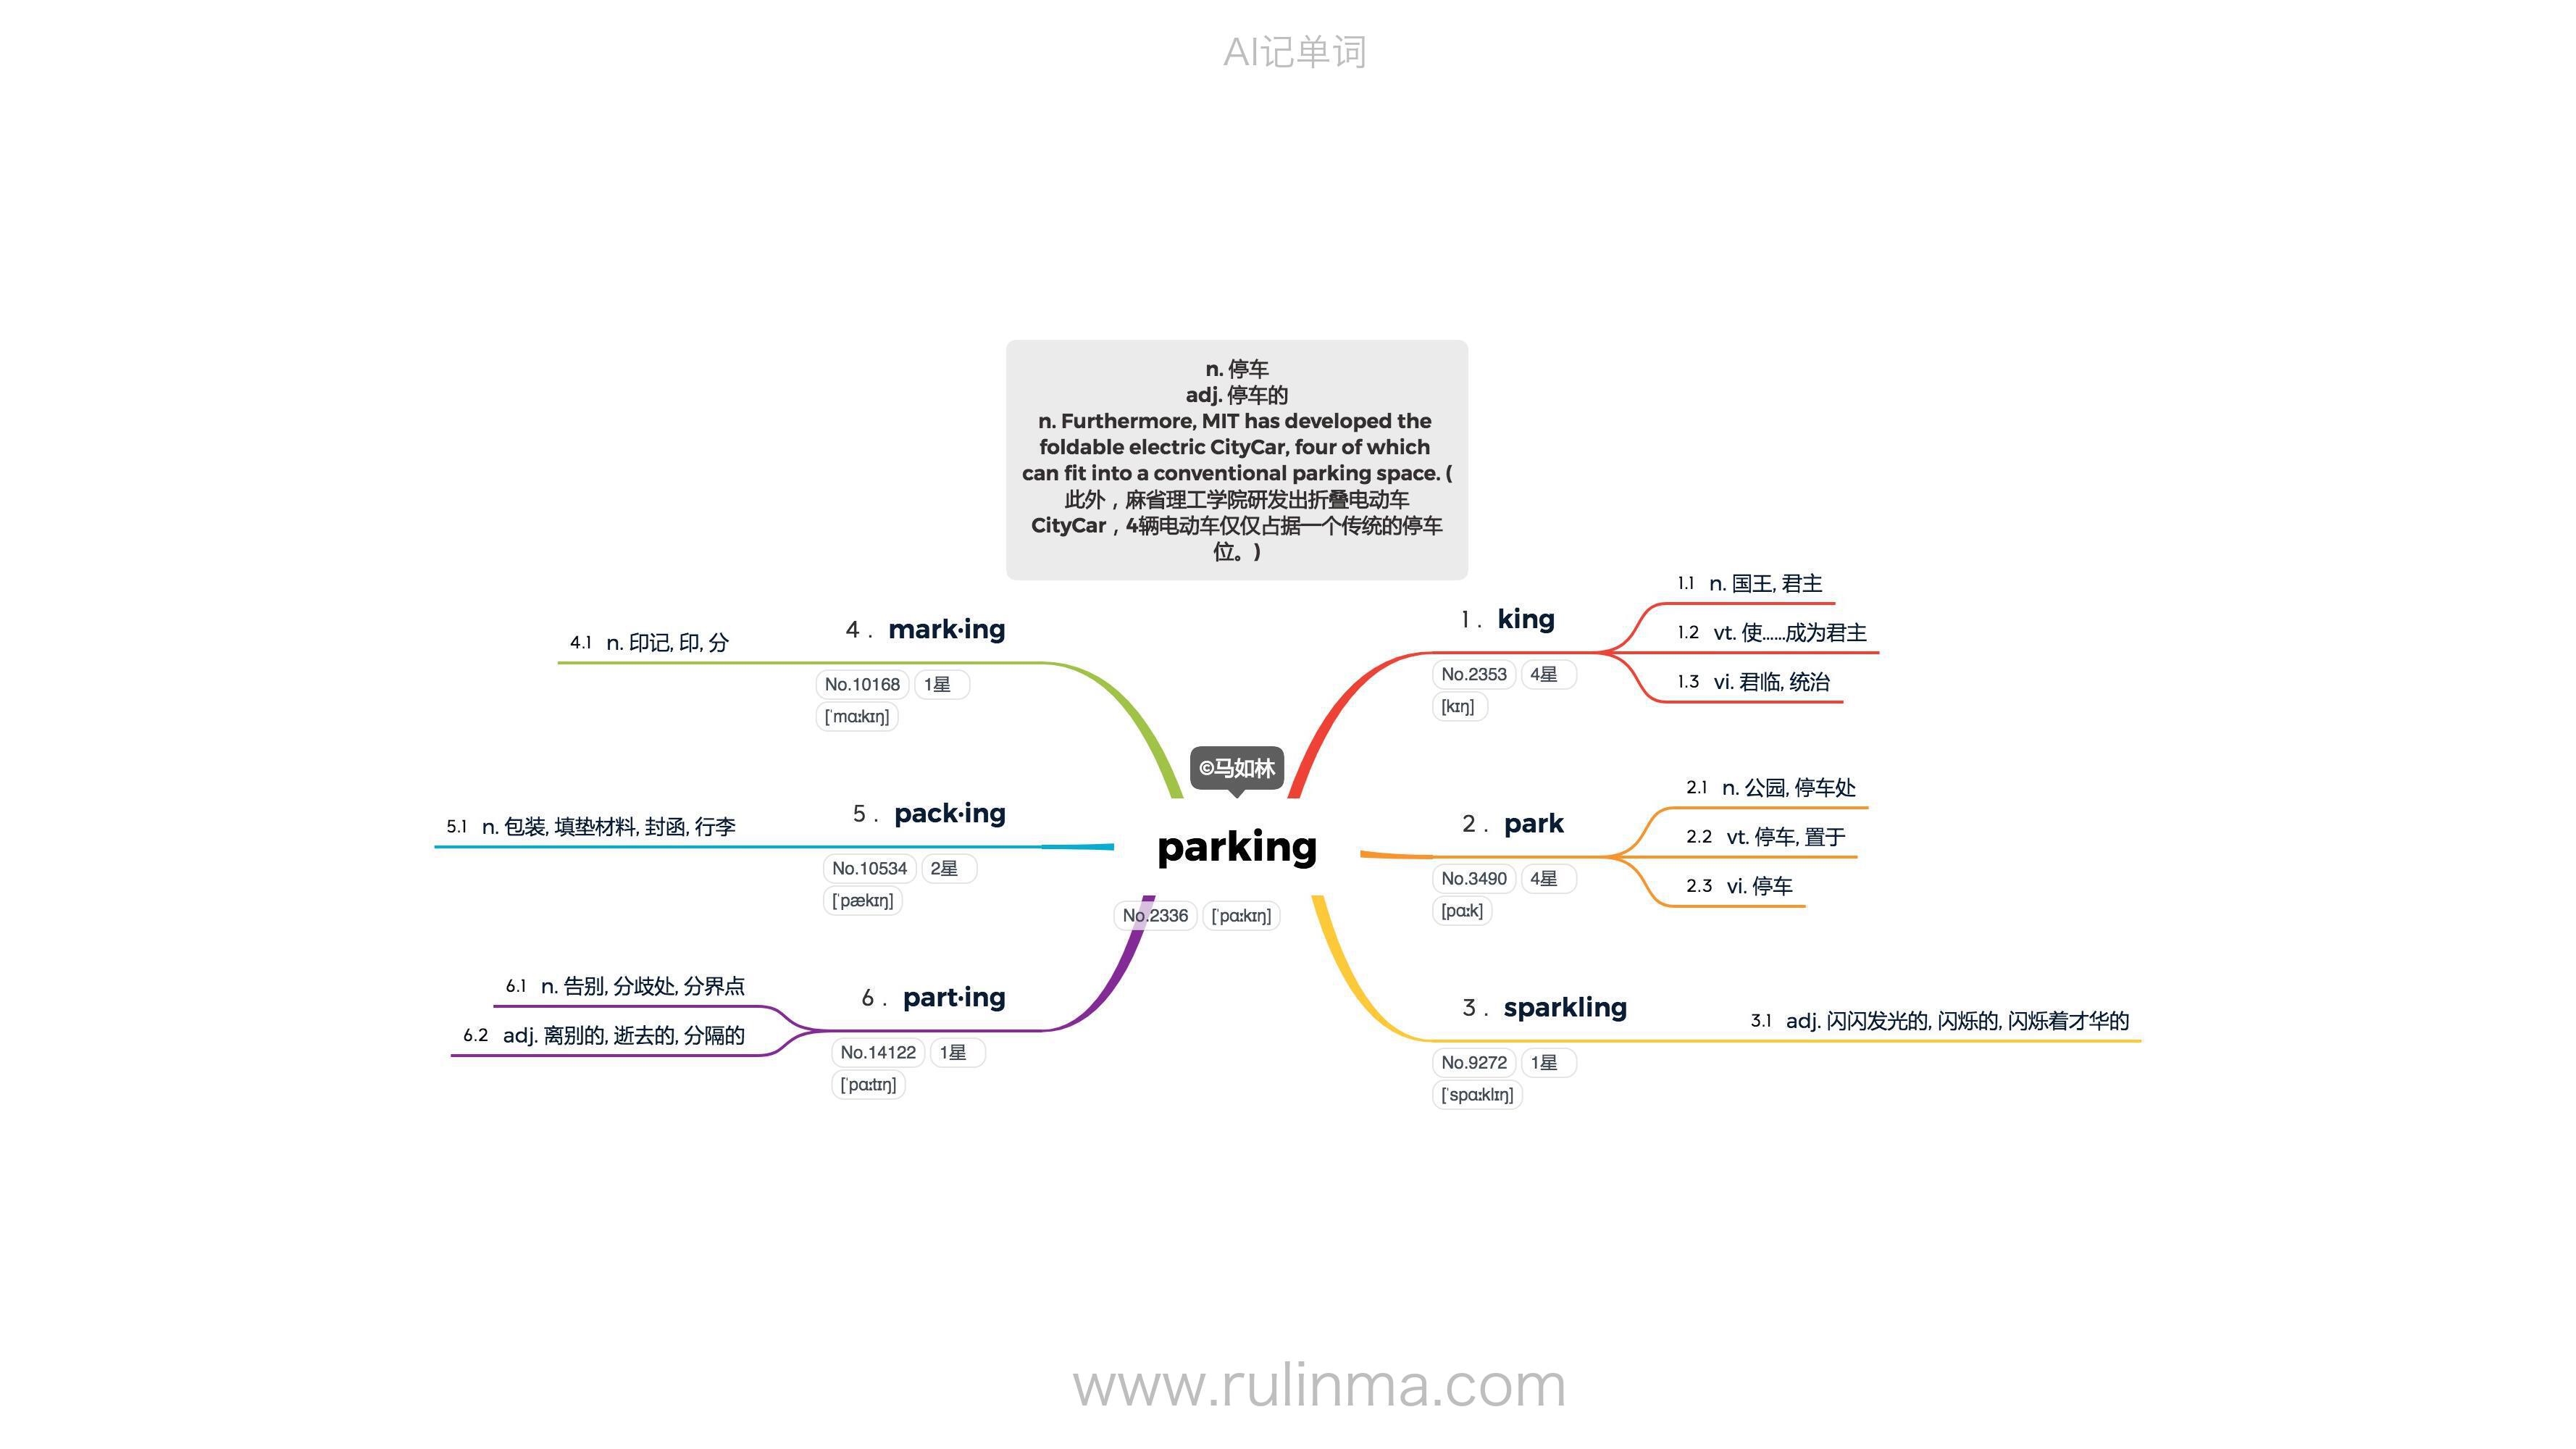 AI记单词
n. 停车
adj. 停车的
n. Furthermore, MIT has developed the
foldable electric CityCar, four of which
can fit into a conventional parking space. (
此外，麻省理工学院研发出折叠电动车
CityCar，4辆电动车仅仅占据一个传统的停车
位。)
©马如林
parking
No.2336 [ˈpɑːkɪŋ]
1. king
No.2353 4星
[kɪŋ]
1.1 n. 国王, 君主
1.2 vt. 使……成为君主
1.3 vi. 君临, 统治
2. park
No.3490 4星
[pɑːk]
2.1 n. 公园, 停车处
2.2 vt. 停车, 置于
2.3 vi. 停车
3. sparkling
No.9272 1星
[ˈspɑːklɪŋ]
3.1 adj. 闪闪发光的, 闪烁的, 闪烁着才华的
4. mark·ing
No.10168 1星
[ˈmɑːkɪŋ]
4.1 n. 印记, 印, 分
5. pack·ing
No.10534 2星
[ˈpækɪŋ]
5.1 n. 包装, 填垫材料, 封函, 行李
6. part·ing
No.14122 1星
[ˈpɑːtɪŋ]
6.1 n. 告别, 分歧处, 分界点
6.2 adj. 离别的, 逝去的, 分隔的
www.rulinma.com